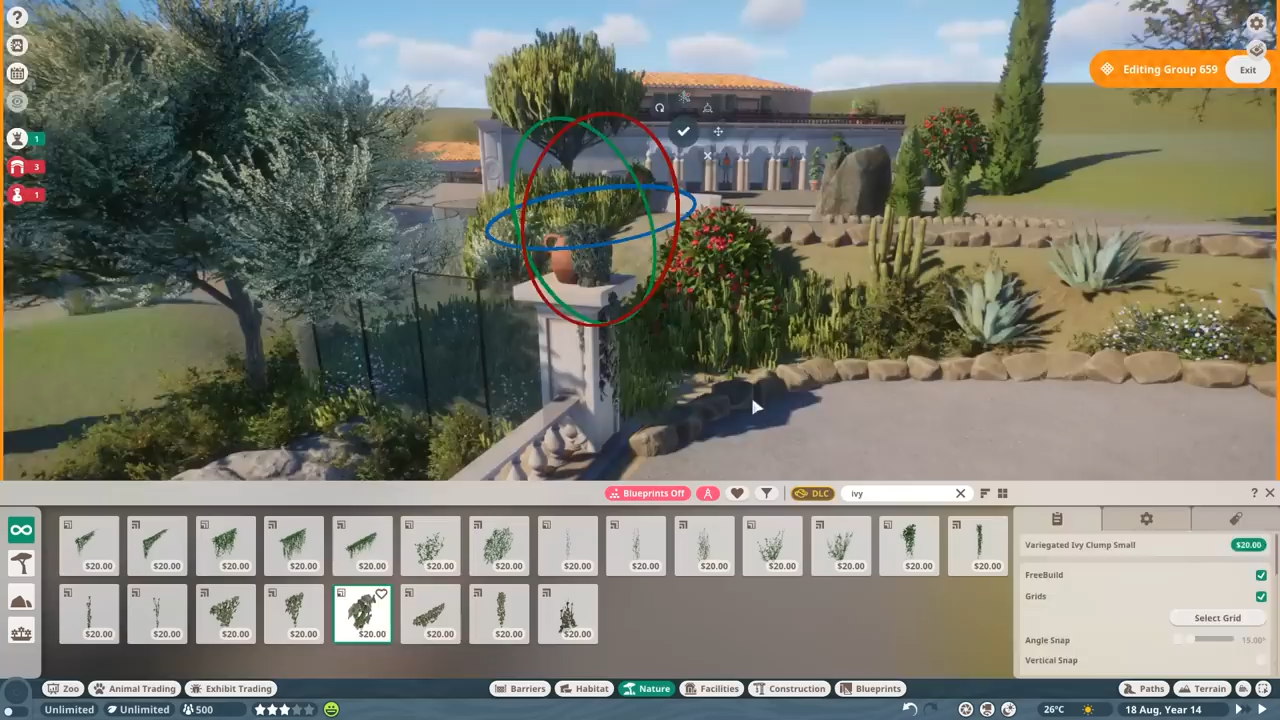 ?
Editing Group 659
Exit
1
3
1
Blueprints Off
DLC
ivy
?
$20.00 $20.00 $20.00 $20.00 $20.00 $20.00 $20.00 $20.00 $20.00 $20.00 $20.00 $20.00 $20.00 $20.00
$20.00 $20.00 $20.00 $20.00 $20.00 $20.00 $20.00 $20.00
Variegated Ivy Clump Small $20.00
FreeBuild
Grids
Select Grid
Angle Snap 15.00°
Vertical Snap
Zoo Animal Trading Exhibit Trading Barriers Habitat Nature Facilities Construction Blueprints Paths Terrain
Unlimited Unlimited 500 26°C 18 Aug, Year 14